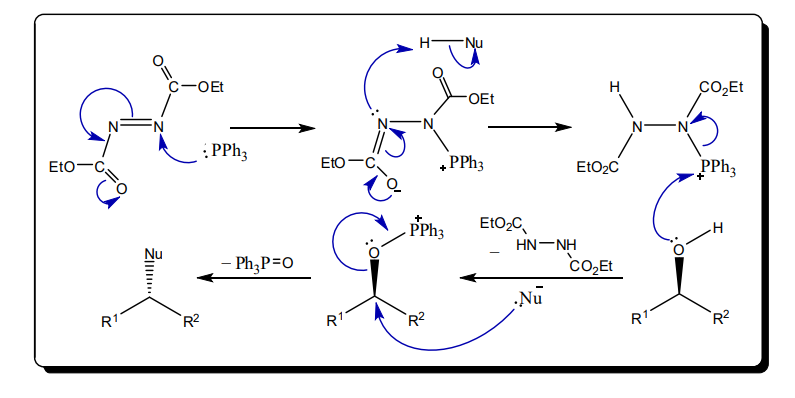 O
C—OEt
N=N
EtO—C
O
:PPh3
H—Nu
O
OEt
N—N
EtO—C
O
−
+PPh3
H
CO2Et
N—N
EtO2C
PPh3
+
Nu
R1
R2
− Ph3P=O
+
PPh3
O
R1
R2
EtO2C
− HN—NH
CO2Et
:Nu−
O
H
R1
R2